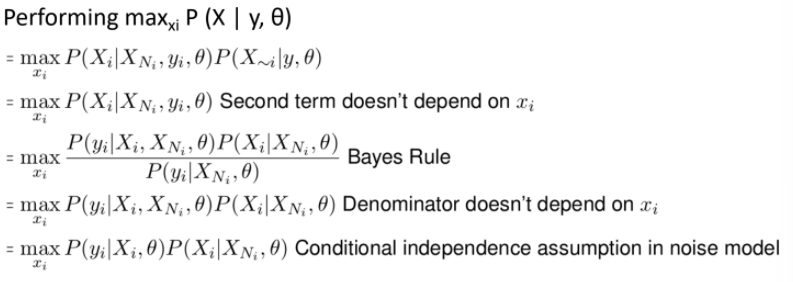 Performing maxₓᵢ P (X | y, θ)
= max_{x_i} P(X_i|X_{N_i}, y_i, θ)P(X_{∼i}|y, θ)
= max_{x_i} P(X_i|X_{N_i}, y_i, θ) Second term doesn't depend on x_i
= max_{x_i} \frac{P(y_i|X_i, X_{N_i}, θ)P(X_i|X_{N_i}, θ)}{P(y_i|X_{N_i}, θ)} Bayes Rule
= max_{x_i} P(y_i|X_i, X_{N_i}, θ)P(X_i|X_{N_i}, θ) Denominator doesn't depend on x_i
= max_{x_i} P(y_i|X_i, θ)P(X_i|X_{N_i}, θ) Conditional independence assumption in noise model